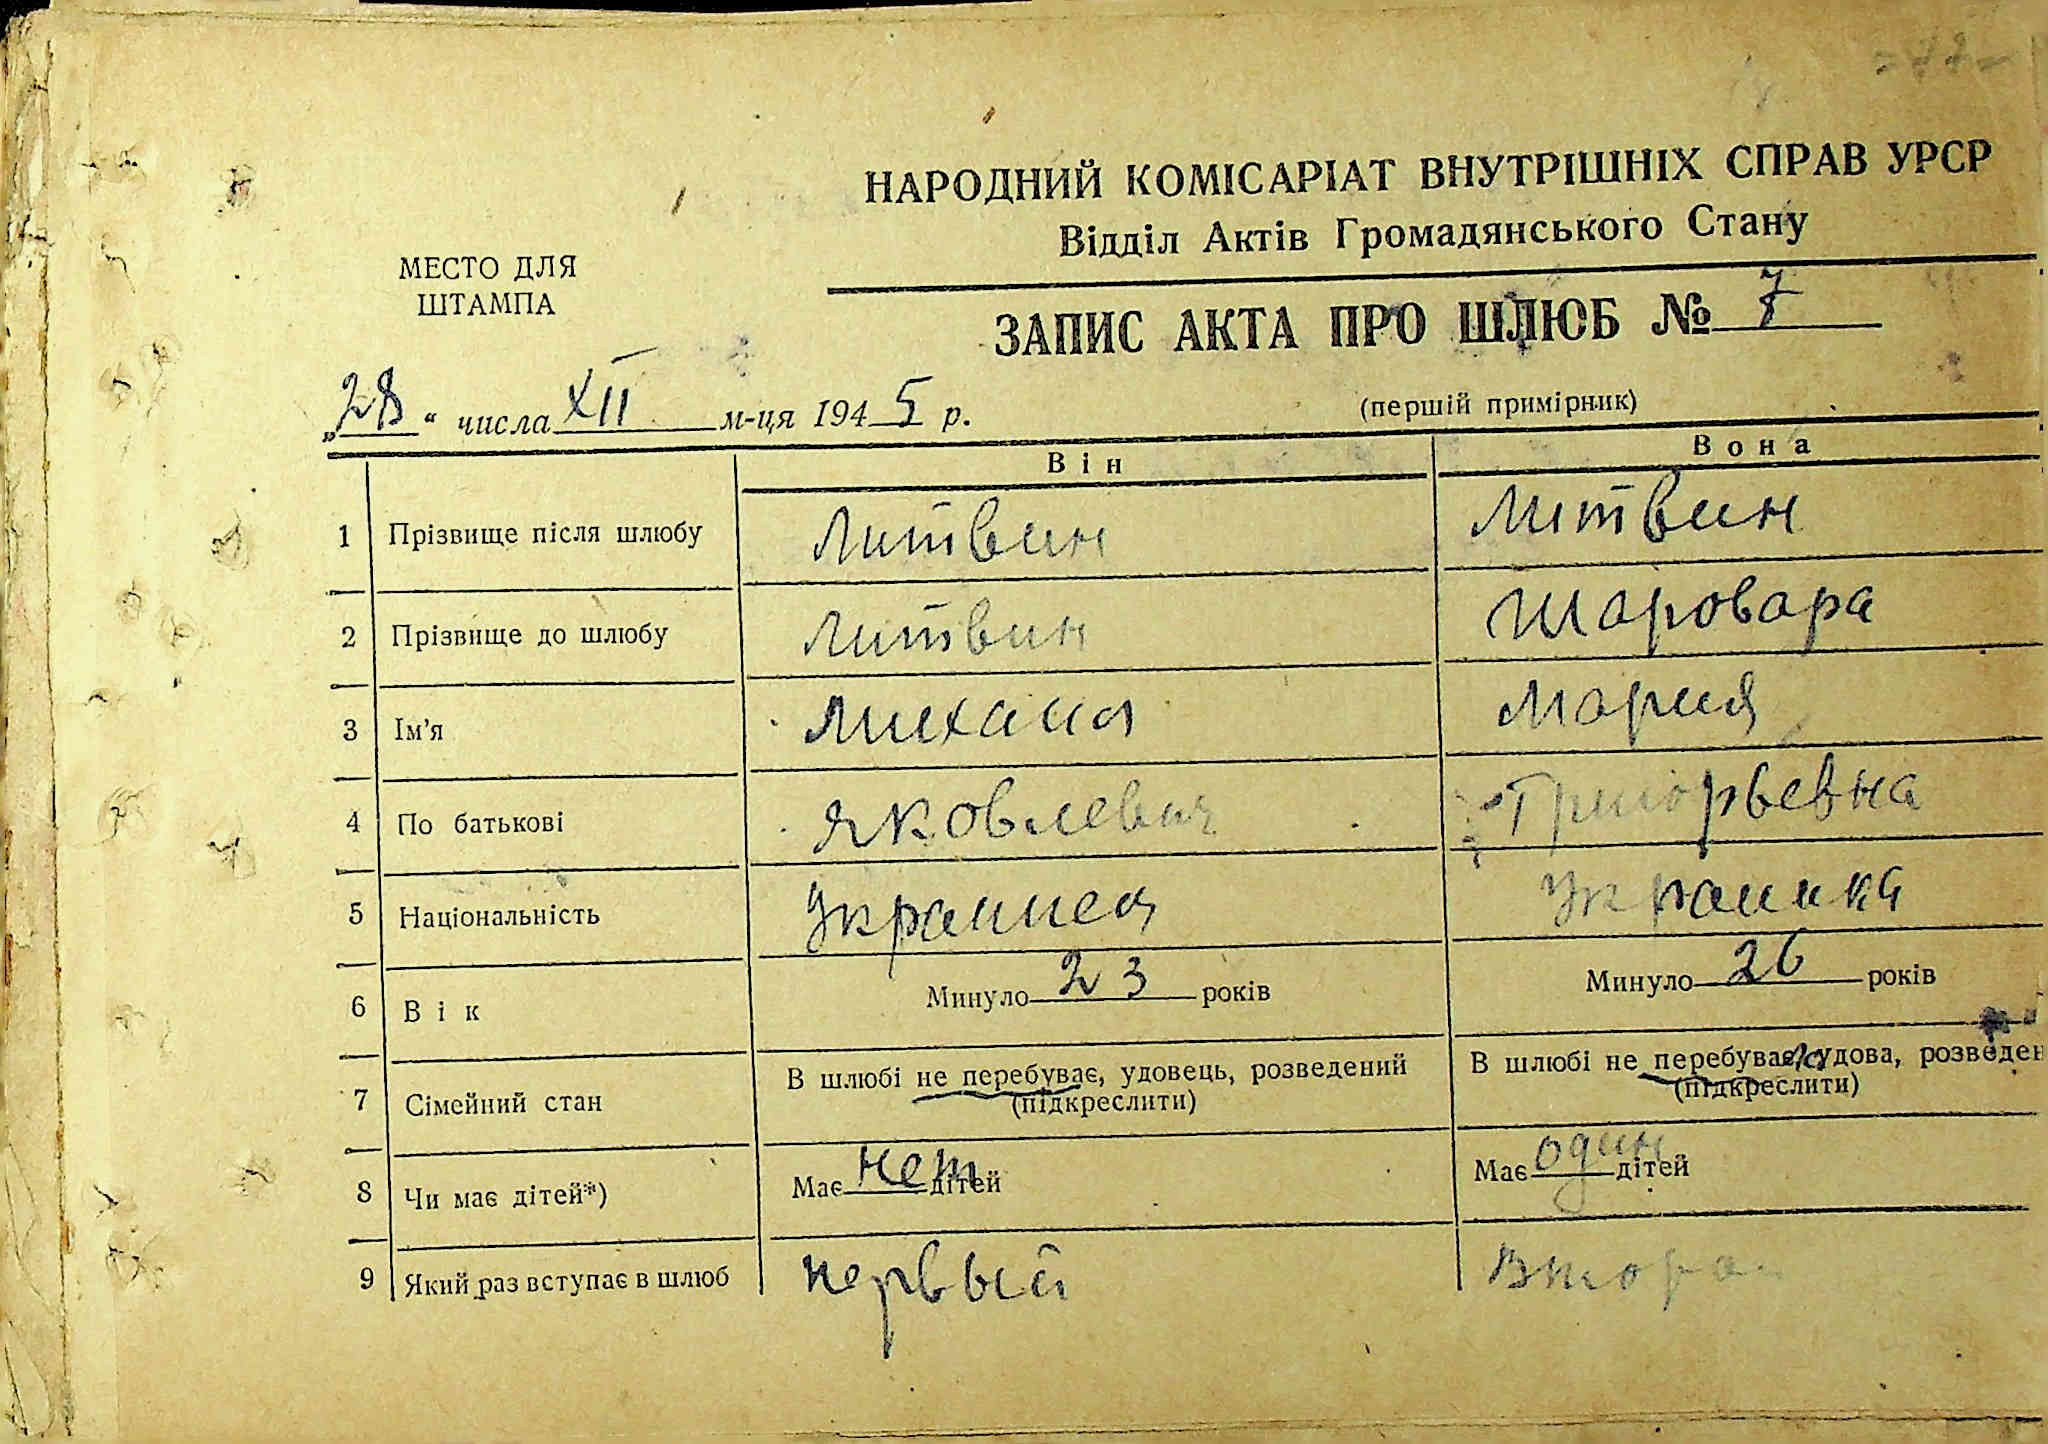 НАРОДНИЙ КОМІСАРІАТ ВНУТРІШНІХ СПРАВ УРСР
Відділ Актів Громадянського Стану
МЕСТО ДЛЯ
ШТАМПА
ЗАПИС АКТА ПРО ШЛЮБ № 7
„28“ числа XII м-ця 1945 р.
(першій примірник)
Він Вона
1 Прізвище після шлюбу Литвин Литвин
2 Прізвище до шлюбу Литвин Шаровара
3 Ім'я Михаил Мария
4 По батькові Яковлевич Григорьевна
5 Національність Украинец Украинка
6 Вік Минуло 23 років Минуло 26 років
7 Сімейний стан В шлюбі не перебуває, удовець, розведений В шлюбі не перебуває, удова, розведен
(підкреслити) (підкреслити)
8 Чи має дітей*) Має нет дітей Має один дітей
9 Який раз вступає в шлюб первый